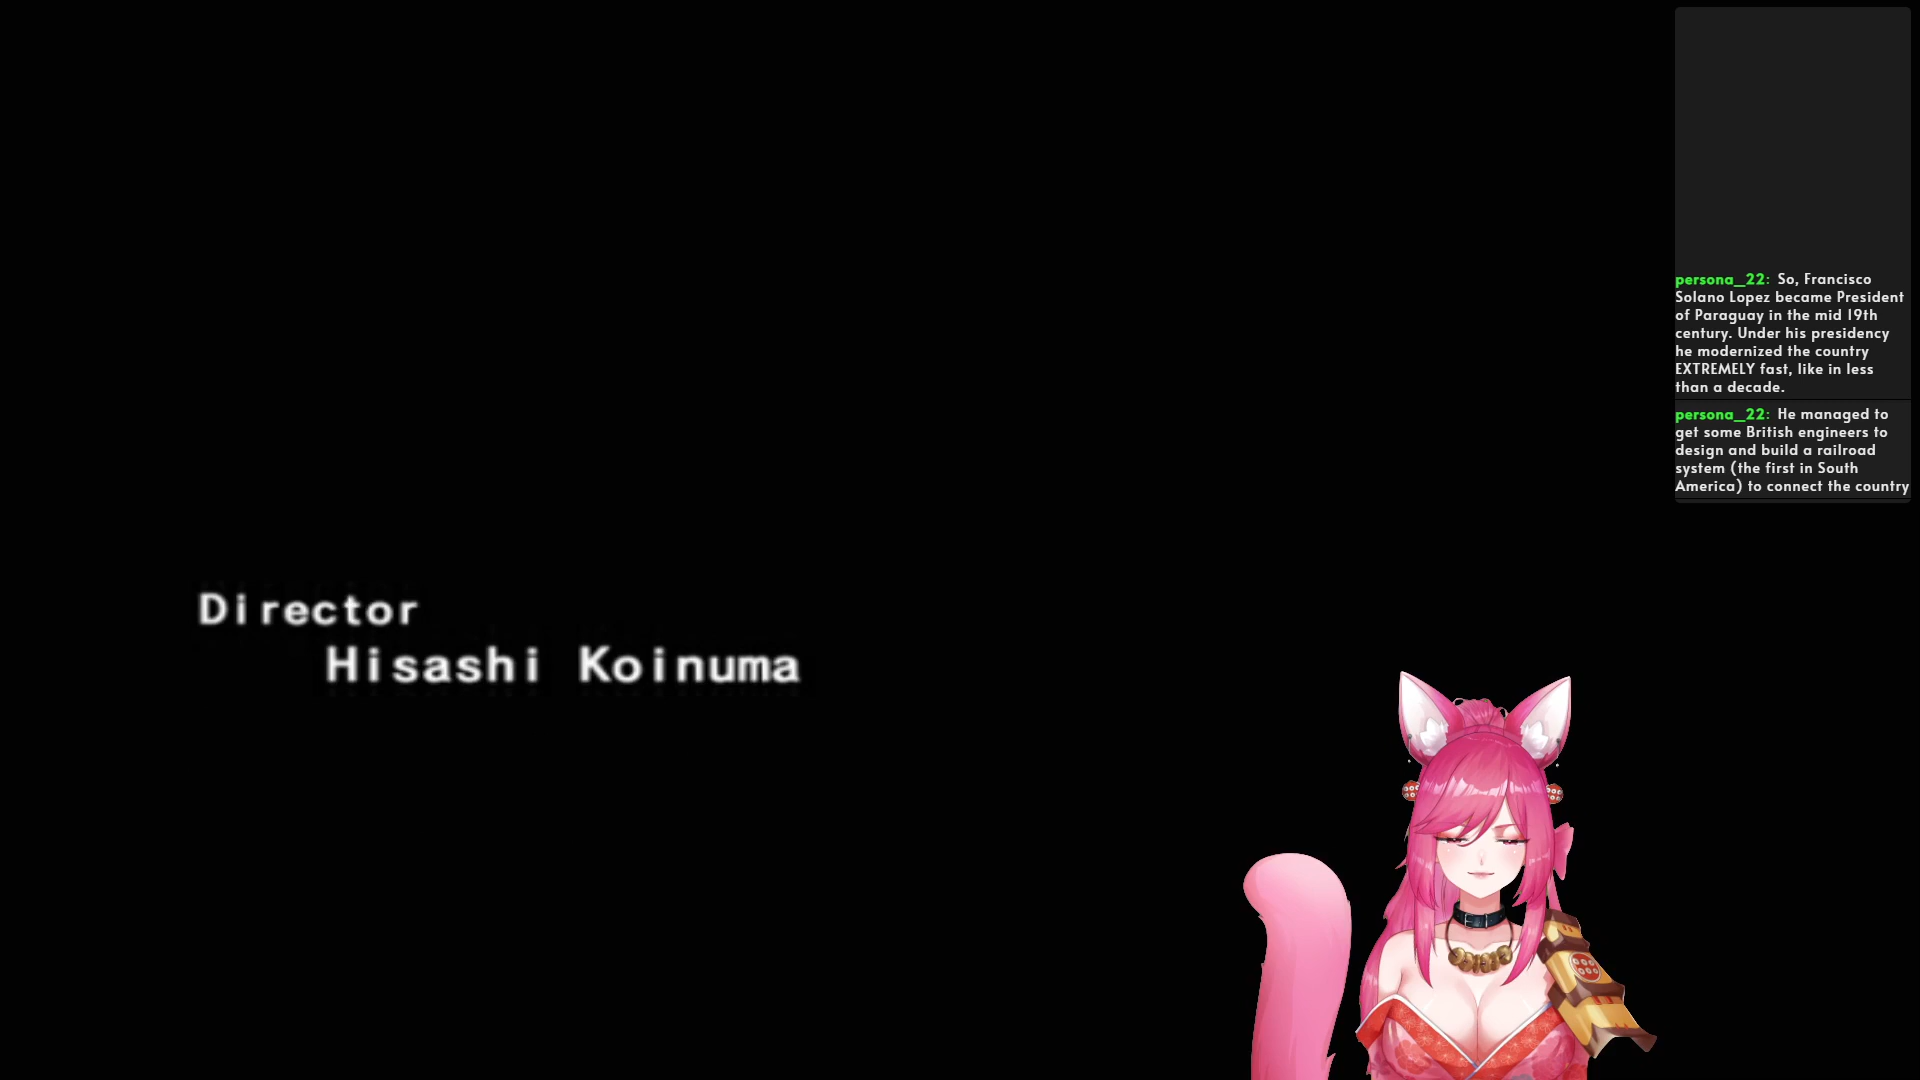 persona_22: So, Francisco
Solano Lopez became President
of Paraguay in the mid 19th
century. Under his presidency
he modernized the country
EXTREMELY fast, like in less
than a decade.
persona_22: He managed to
get some British engineers to
design and build a railroad
system (the first in South
America) to connect the country
Director
Hisashi Koinuma